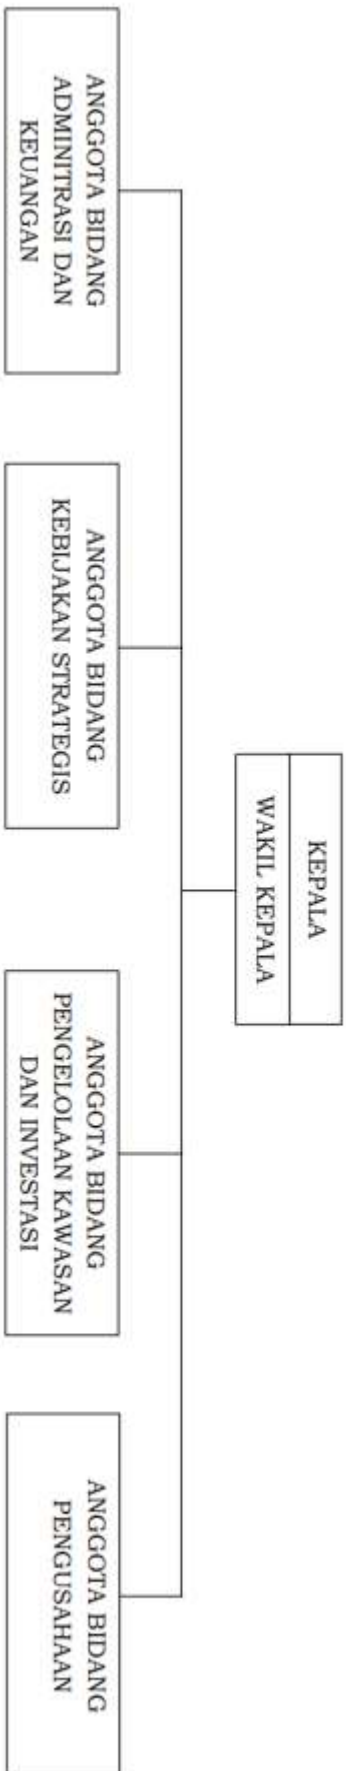 KEPALA
WAKIL KEPALA
ANGGOTA BIDANG
ADMINITRASI DAN
KEUANGAN
ANGGOTA BIDANG
KEBIJAKAN STRATEGIS
ANGGOTA BIDANG
PENGELOLAAN KAWASAN
DAN INVESTASI
ANGGOTA BIDANG
PENGUSAHAAN